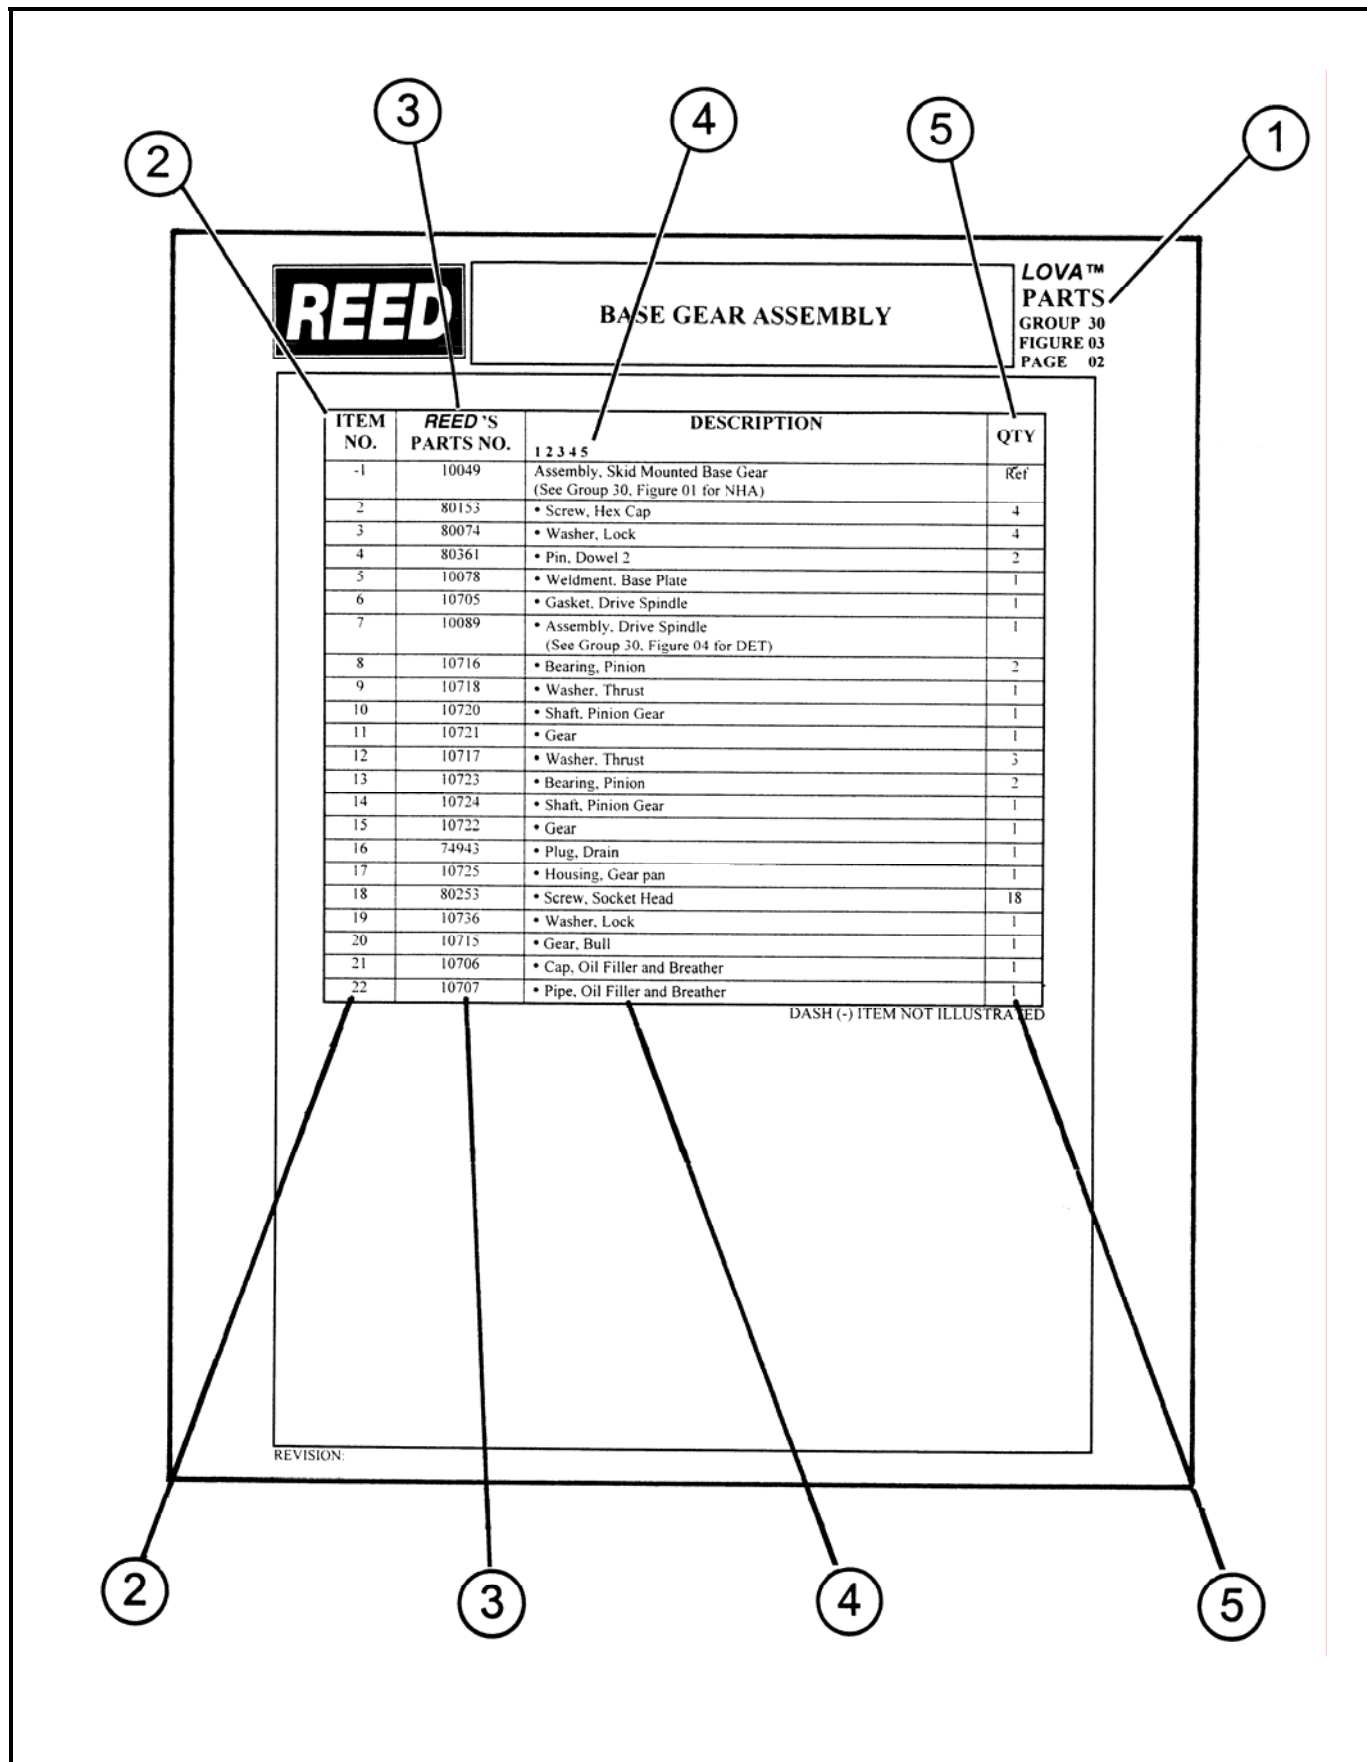 3
4
5
1
2
REED
BASE GEAR ASSEMBLY
LOVA™
PARTS
GROUP 30
FIGURE 03
PAGE 02
ITEM NO. REED'S PARTS NO. DESCRIPTION QTY
1 2 3 4 5
-1 10049 Assembly, Skid Mounted Base Gear Ref
(See Group 30, Figure 01 for NHA)
2 80153 • Screw, Hex Cap 4
3 80074 • Washer, Lock 4
4 80361 • Pin, Dowel 2 2
5 10078 • Weldment. Base Plate 1
6 10705 • Gasket, Drive Spindle 1
7 10089 • Assembly, Drive Spindle 1
(See Group 30, Figure 04 for DET)
8 10716 • Bearing, Pinion 2
9 10718 • Washer, Thrust 1
10 10720 • Shaft, Pinion Gear 1
11 10721 • Gear 1
12 10717 • Washer, Thrust 3
13 10723 • Bearing, Pinion 2
14 10724 • Shaft, Pinion Gear 1
15 10722 • Gear 1
16 74943 • Plug, Drain 1
17 10725 • Housing, Gear pan 1
18 80253 • Screw, Socket Head 18
19 10736 • Washer, Lock 1
20 10715 • Gear, Bull 1
21 10706 • Cap, Oil Filler and Breather 1
22 10707 • Pipe, Oil Filler and Breather 1
DASH (-) ITEM NOT ILLUSTRATED
REVISION:
2
3
4
5